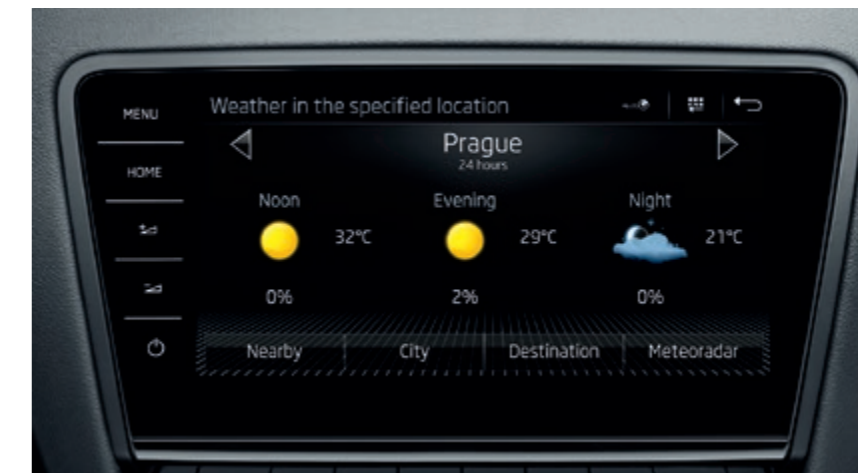 MENU
HOME
Weather in the specified location
Prague
24 hours
Noon
Evening
Night
32°C
29°C
21°C
0%
2%
0%
Nearby
City
Destination
Meteoradar